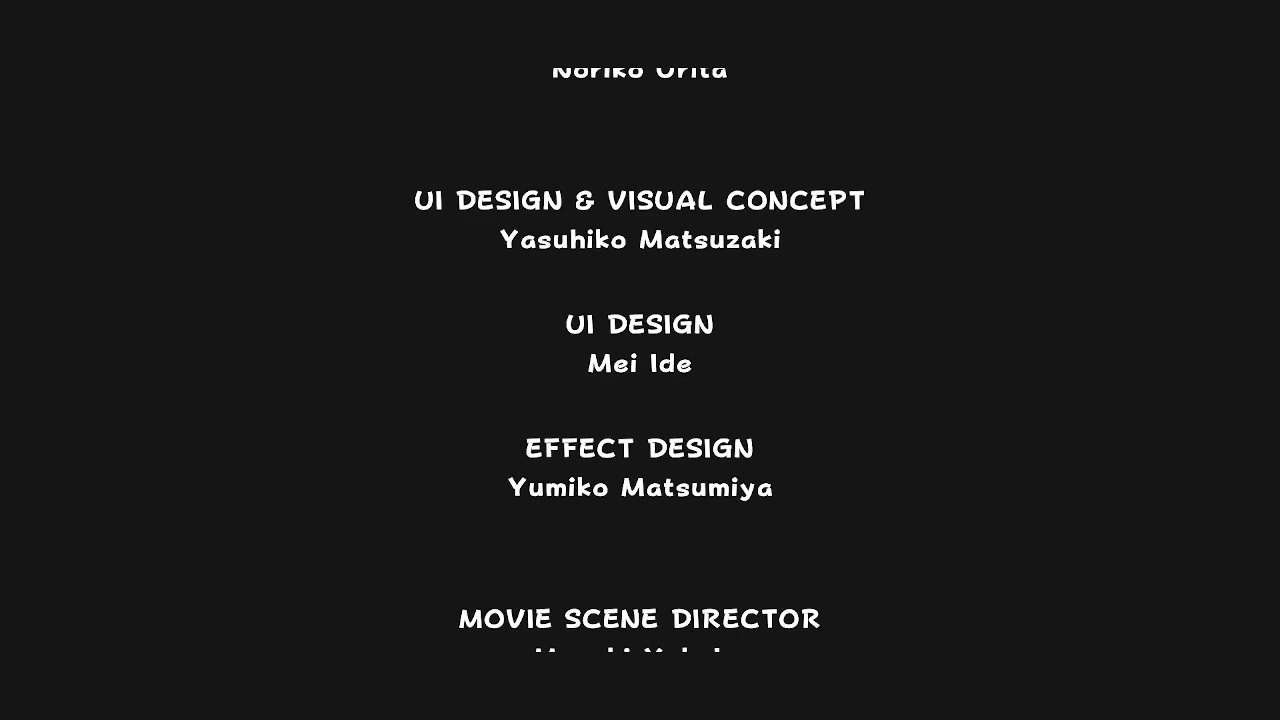 Noriko Orita
UI DESIGN & VISUAL CONCEPT
Yasuhiko Matsuzaki
UI DESIGN
Mei Ide
EFFECT DESIGN
Yumiko Matsumiya
MOVIE SCENE DIRECTOR